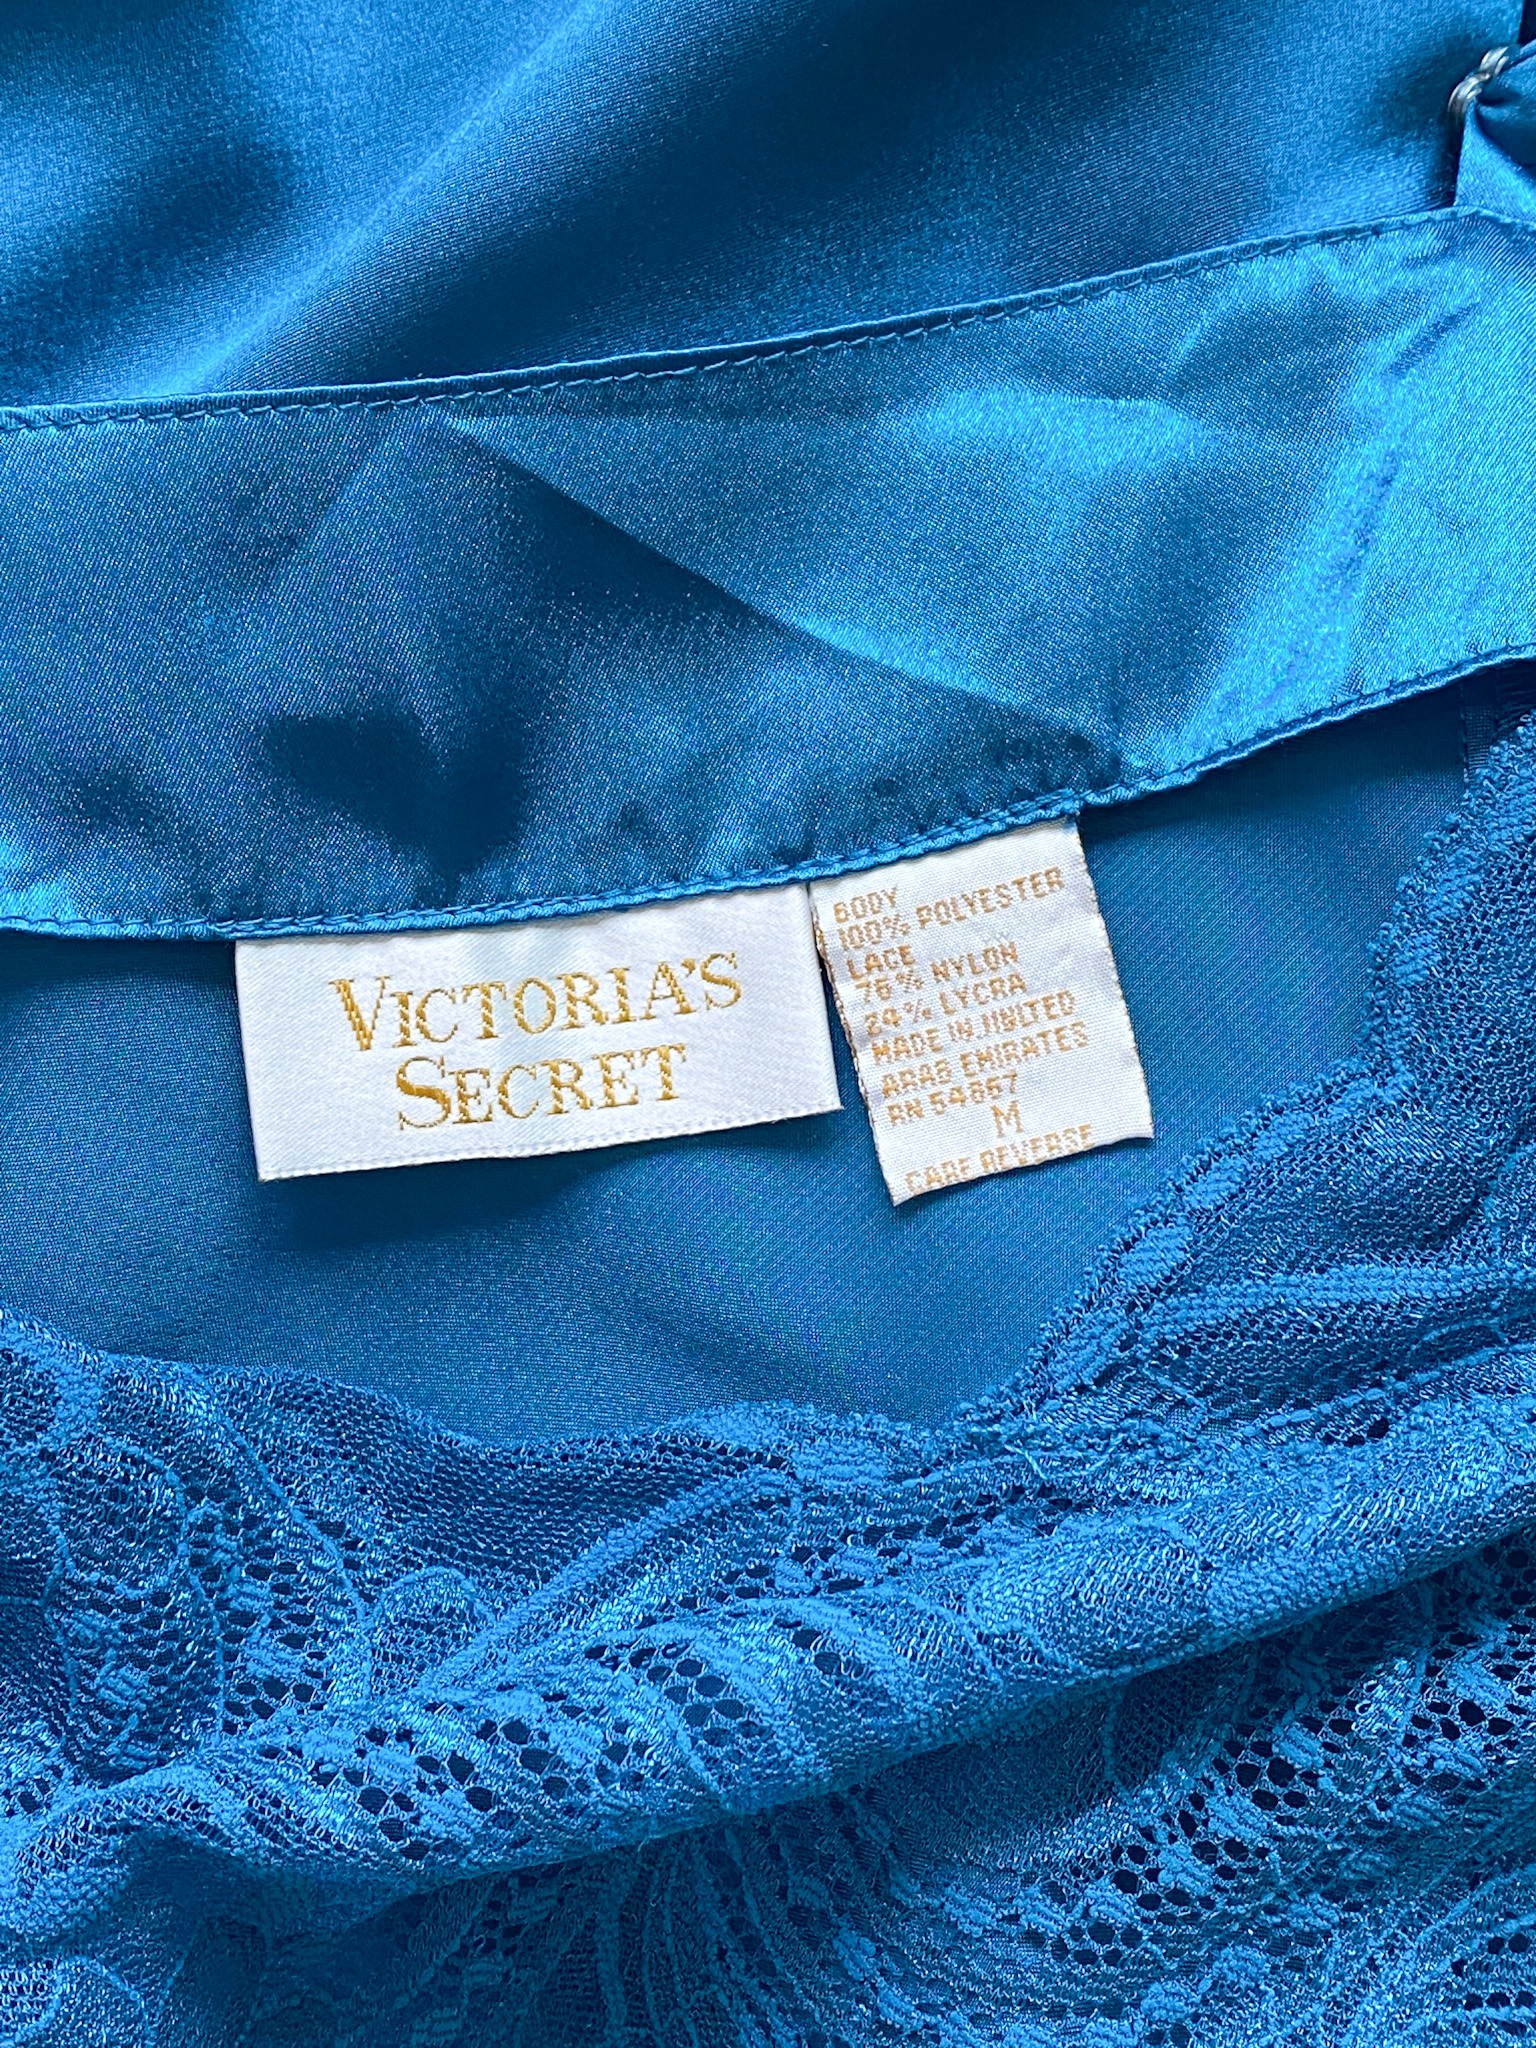 VICTORIA'S
SECRET
BODY
100% POLYESTER
LACE
76% NYLON
24% LYCRA
MADE IN UNITED
ARAB EMIRATES
RN 54867
M
CARE REVERSE